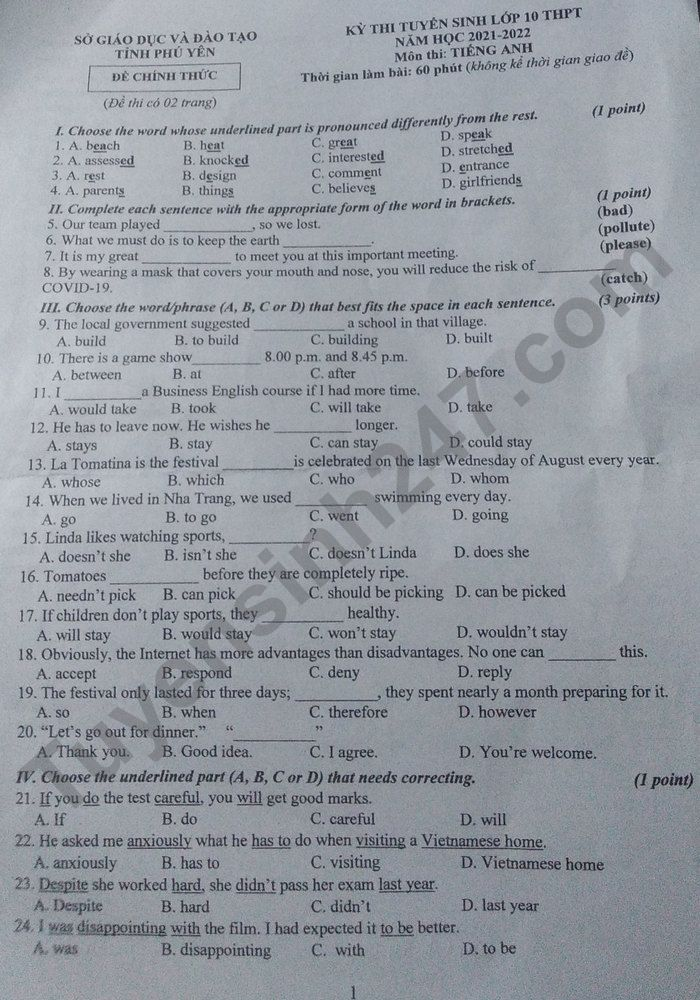 SỞ GIÁO DỤC VÀ ĐÀO TẠO
TỈNH PHÚ YÊN
ĐỀ CHÍNH THỨC
(Đề thi có 02 trang)
KỲ THI TUYỂN SINH LỚP 10 THPT
NĂM HỌC 2021-2022
Môn thi: TIẾNG ANH
Thời gian làm bài: 60 phút (không kể thời gian giao đề)
I. Choose the word whose underlined part is pronounced differently from the rest. (1 point)
1. A. beach B. heat C. great D. speak
2. A. assessed B. knocked C. interested D. stretched
3. A. rest B. design C. comment D. entrance
4. A. parents B. things C. believes D. girlfriends
II. Complete each sentence with the appropriate form of the word in brackets. (1 point)
5. Our team played ____________, so we lost. (bad)
6. What we must do is to keep the earth ____________. (pollute)
7. It is my great ____________ to meet you at this important meeting. (please)
8. By wearing a mask that covers your mouth and nose, you will reduce the risk of ____________
COVID-19. (catch)
III. Choose the word/phrase (A, B, C or D) that best fits the space in each sentence. (3 points)
9. The local government suggested ____________ a school in that village.
A. build B. to build C. building D. built
10. There is a game show_________ 8.00 p.m. and 8.45 p.m.
A. between B. at C. after D. before
11. I __________a Business English course if I had more time.
A. would take B. took C. will take D. take
12. He has to leave now. He wishes he __________ longer.
A. stays B. stay C. can stay D. could stay
13. La Tomatina is the festival _________is celebrated on the last Wednesday of August every year.
A. whose B. which C. who D. whom
14. When we lived in Nha Trang, we used __________ swimming every day.
A. go B. to go C. went D. going
15. Linda likes watching sports, __________?
A. doesn't she B. isn't she C. doesn't Linda D. does she
16. Tomatoes ___________ before they are completely ripe.
A. needn't pick B. can pick C. should be picking D. can be picked
17. If children don't play sports, they __________ healthy.
A. will stay B. would stay C. won't stay D. wouldn't stay
18. Obviously, the Internet has more advantages than disadvantages. No one can ________ this.
A. accept B. respond C. deny D. reply
19. The festival only lasted for three days; __________, they spent nearly a month preparing for it.
A. so B. when C. therefore D. however
20. “Let's go out for dinner.” “__________”
A. Thank you. B. Good idea. C. I agree. D. You're welcome.
IV. Choose the underlined part (A, B, C or D) that needs correcting. (1 point)
21. If you do the test careful, you will get good marks.
A. If B. do C. careful D. will
22. He asked me anxiously what he has to do when visiting a Vietnamese home.
A. anxiously B. has to C. visiting D. Vietnamese home
23. Despite she worked hard, she didn't pass her exam last year.
A. Despite B. hard C. didn't D. last year
24. I was disappointing with the film. I had expected it to be better.
A. was B. disappointing C. with D. to be
1
Tuyensinh247.com